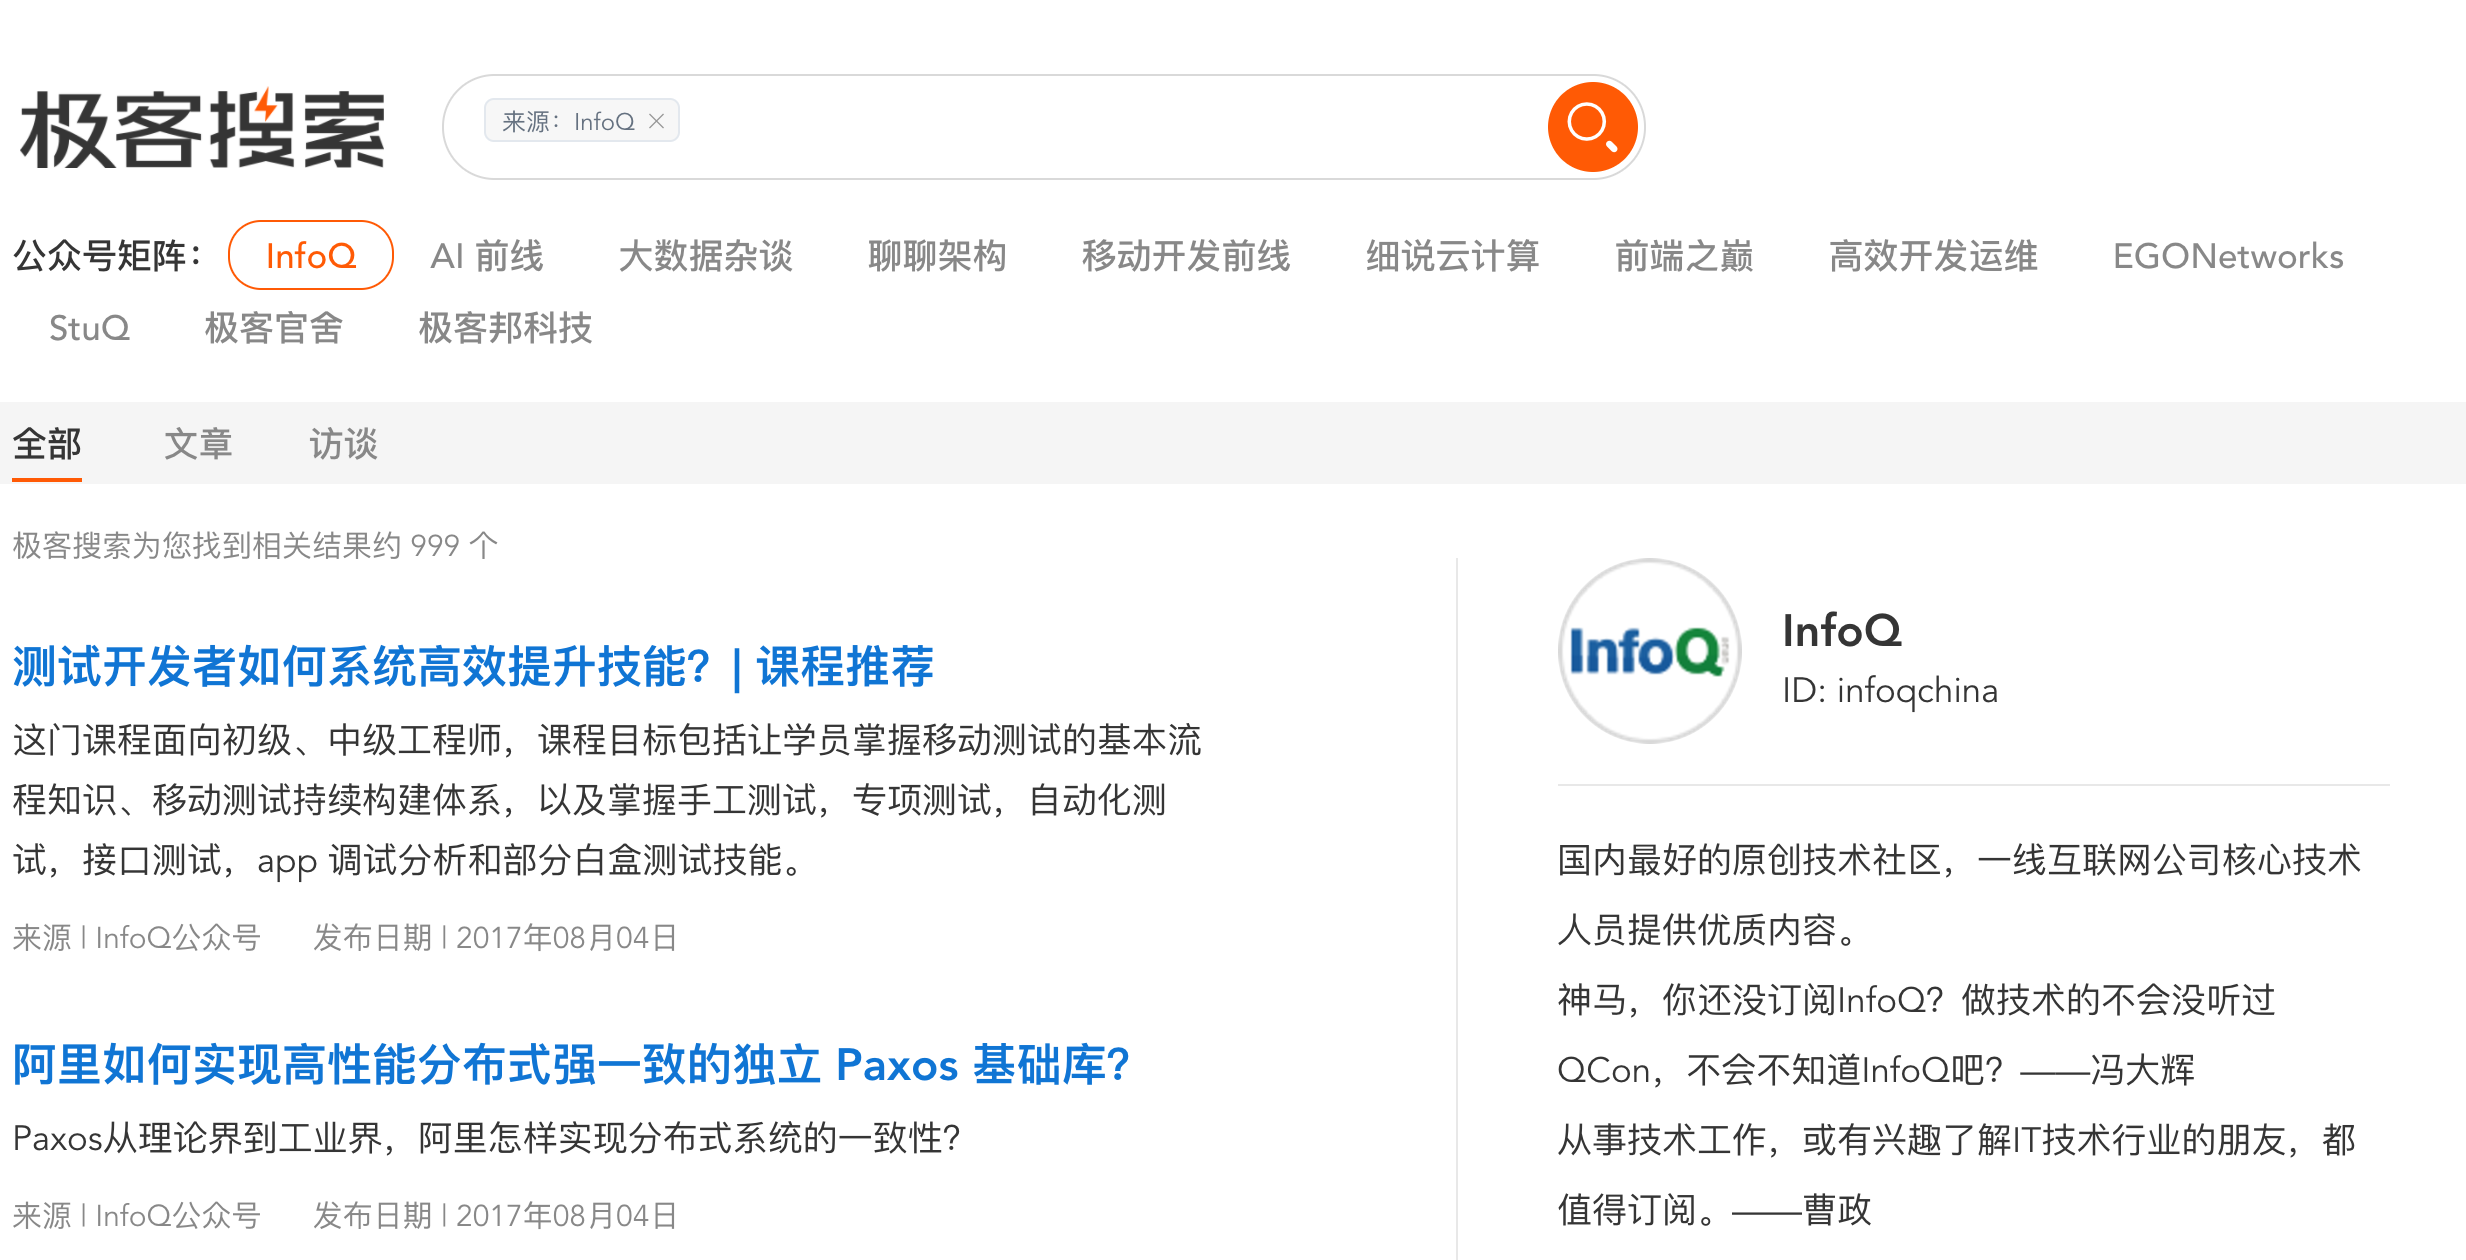 极客搜索
来源：InfoQ ×
公众号矩阵： InfoQ AI 前线 大数据杂谈 聊聊架构 移动开发前线 细说云计算 前端之巅 高效开发运维 EGONetworks
StuQ 极客官舍 极客邦科技
全部 文章 访谈
极客搜索为您找到相关结果约 999 个
测试开发者如何系统高效提升技能？| 课程推荐
这门课程面向初级、中级工程师，课程目标包括让学员掌握移动测试的基本流
程知识、移动测试持续构建体系，以及掌握手工测试，专项测试，自动化测
试，接口测试，app 调试分析和部分白盒测试技能。
来源 | InfoQ公众号 发布日期 | 2017年08月04日
阿里如何实现高性能分布式强一致的独立 Paxos 基础库？
Paxos从理论界到工业界，阿里怎样实现分布式系统的一致性？
来源 | InfoQ公众号 发布日期 | 2017年08月04日
InfoQ
InfoQ
ID: infoqchina
国内最好的原创技术社区，一线互联网公司核心技术
人员提供优质内容。
神马，你还没订阅InfoQ？做技术的不会没听过
QCon，不会不知道InfoQ吧？——冯大辉
从事技术工作，或有兴趣了解IT技术行业的朋友，都
值得订阅。——曹政